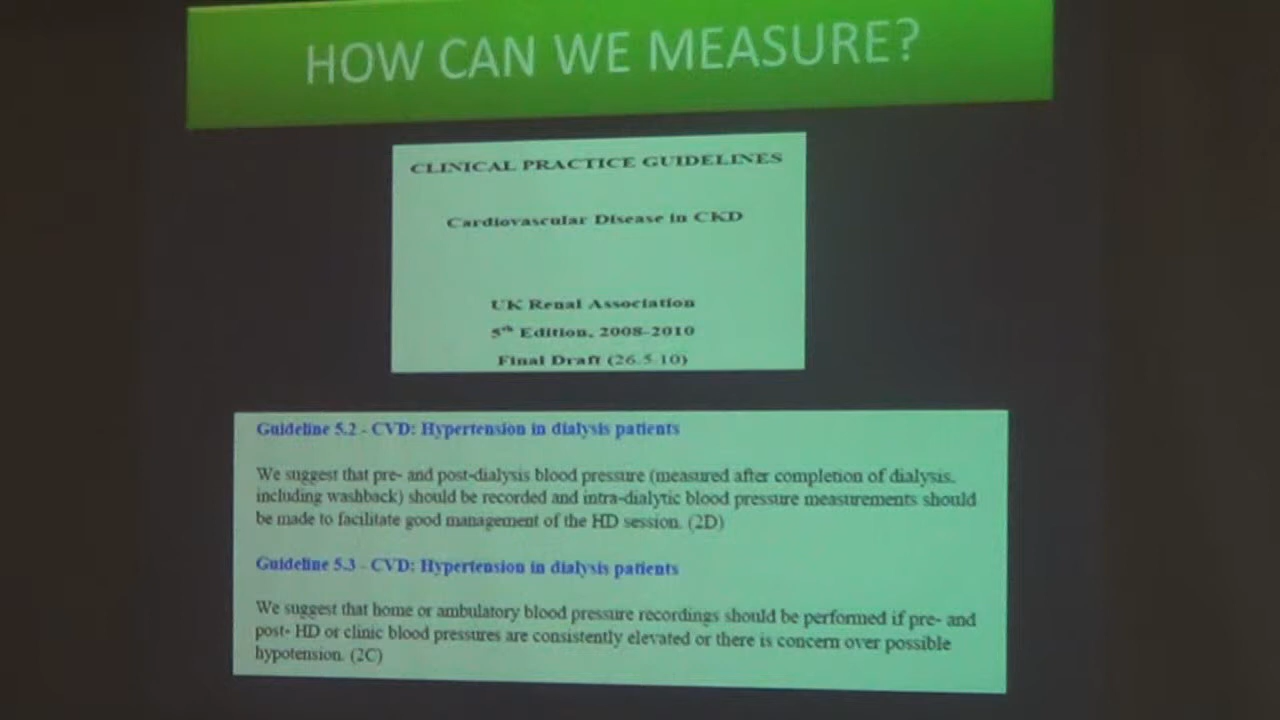 HOW CAN WE MEASURE?
CLINICAL PRACTICE GUIDELINES
Cardiovascular Disease in CKD
UK Renal Association
5th Edition, 2008-2010
Final Draft (26.5.10)
Guideline 5.2 - CVD: Hypertension in dialysis patients
We suggest that pre- and post-dialysis blood pressure (measured after completion of dialysis,
including washback) should be recorded and intra-dialytic blood pressure measurements should
be made to facilitate good management of the HD session. (2D)
Guideline 5.3 - CVD: Hypertension in dialysis patients
We suggest that home or ambulatory blood pressure recordings should be performed if pre- and
post- HD or clinic blood pressures are consistently elevated or there is concern over possible
hypotension. (2C)